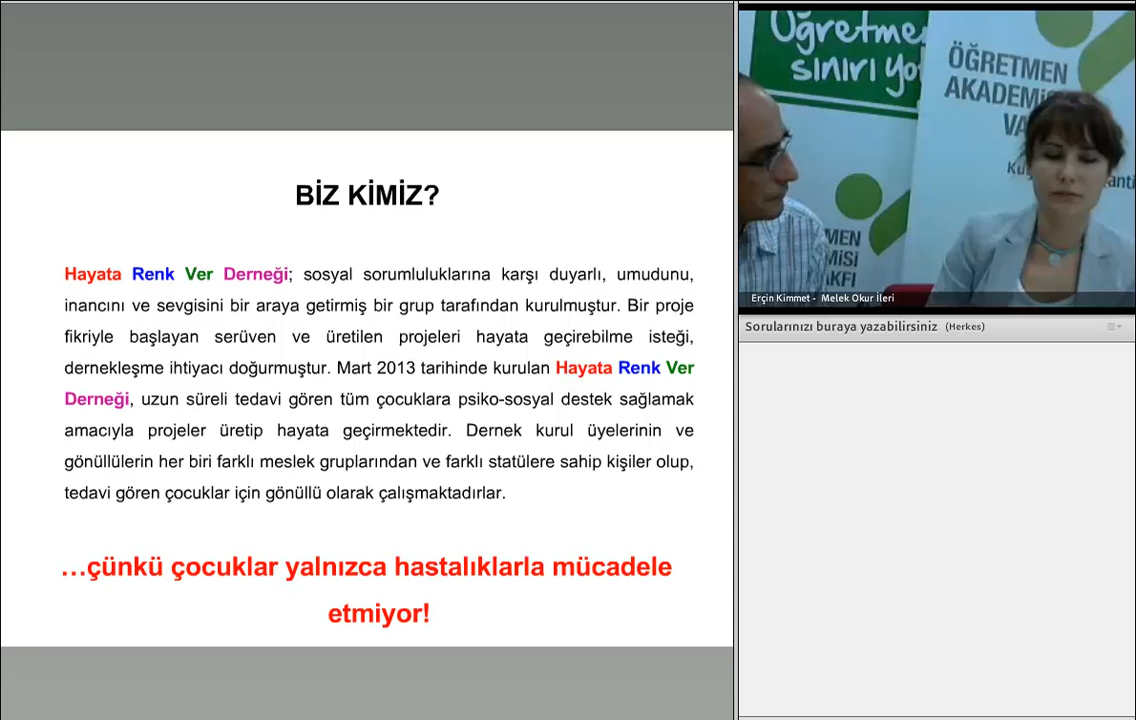 BİZ KİMİZ?
Hayata Renk Ver Derneği; sosyal sorumluluklarına karşı duyarlı, umudunu,
inancını ve sevgisini bir araya getirmiş bir grup tarafından kurulmuştur. Bir proje
fikriyle başlayan serüven ve üretilen projeleri hayata geçirebilme isteği,
dernekleşme ihtiyacı doğurmuştur. Mart 2013 tarihinde kurulan Hayata Renk Ver
Derneği, uzun süreli tedavi gören tüm çocuklara psiko-sosyal destek sağlamak
amacıyla projeler üretip hayata geçirmektedir. Dernek kurul üyelerinin ve
gönüllülerin her biri farklı meslek gruplarından ve farklı statülere sahip kişiler olup,
tedavi gören çocuklar için gönüllü olarak çalışmaktadırlar.
…çünkü çocuklar yalnızca hastalıklarla mücadele
etmiyor!
Öğretmen
sınırı yo
ÖĞRETMEN
AKADEMİS
VA
MEN
MİSİ
AKFI
Erçin Kimmet - Melek Okur İleri
Sorularınızı buraya yazabilirsiniz (Herkes)